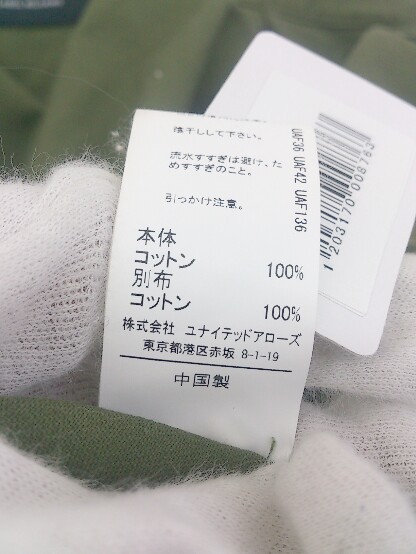 陰干しして下さい。
流水すすぎは避け、た
めすすぎのこと。
引っかけ注意。
本体
コットン 100%
別布
コットン 100%
株式会社 ユナイテッドアローズ
東京都港区赤坂 8-1-19
中国製
UAF36 UAF42 UAF136
1203170008763